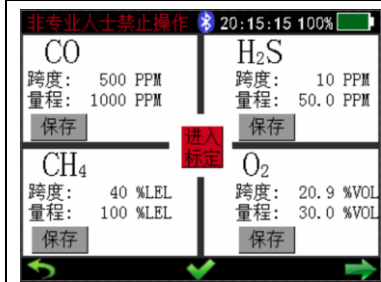 非专业人士禁止操作 20:15:15 100%
CO
跨度: 500 PPM
量程: 1000 PPM
保存
H₂S
跨度: 10 PPM
量程: 50.0 PPM
保存
进入
标定
CH₄
跨度: 40 %LEL
量程: 100 %LEL
保存
O₂
跨度: 20.9 %VOL
量程: 30.0 %VOL
保存